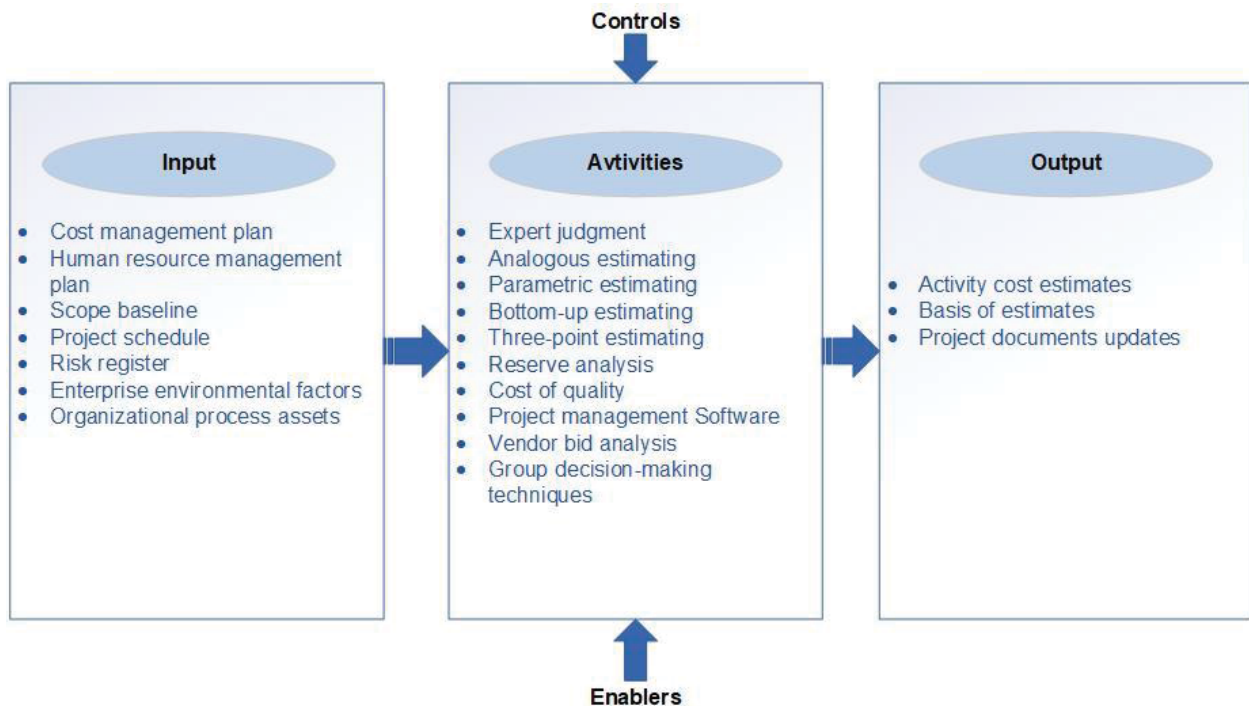 Controls
Input
Cost management plan
Human resource management
plan
Scope baseline
Project schedule
Risk register
Enterprise environmental factors
Organizational process assets
Avtivities
Expert judgment
Analogous estimating
Parametric estimating
Bottom-up estimating
Three-point estimating
Reserve analysis
Cost of quality
Project management Software
Vendor bid analysis
Group decision-making
techniques
Output
Activity cost estimates
Basis of estimates
Project documents updates
Enablers